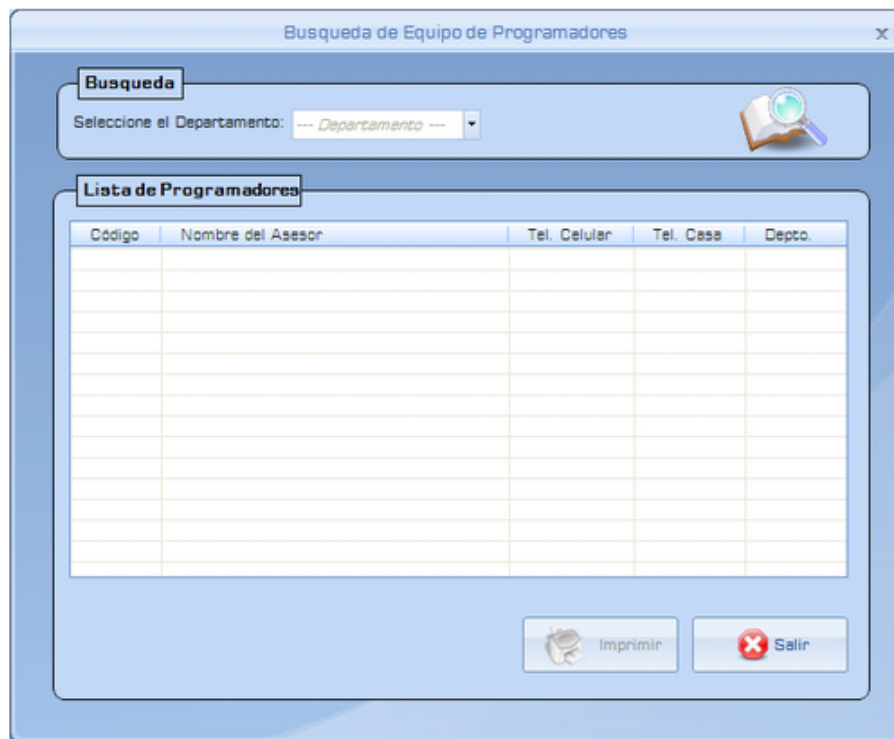 Busqueda de Equipo de Programadores x
Busqueda
Seleccione el Departamento: --- Departamento ---
Lista de Programadores
Código Nombre del Asesor Tel. Celular Tel. Casa Depto.
Imprimir Salir